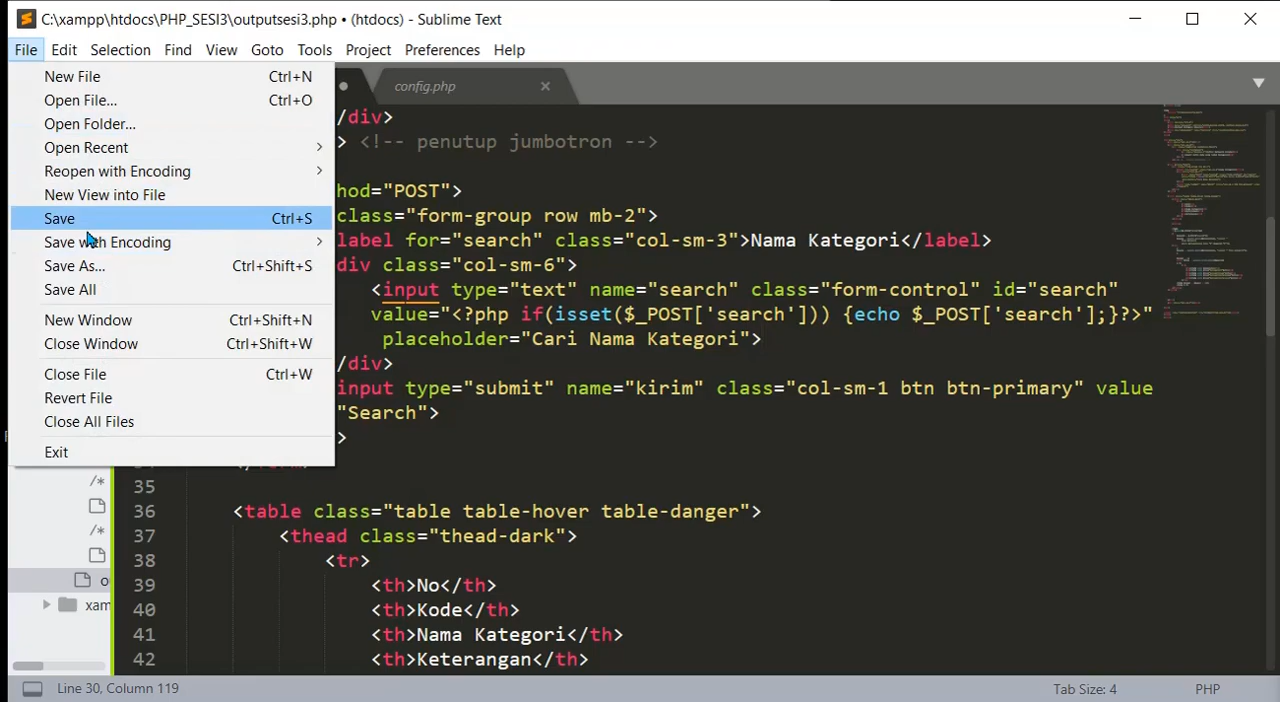 C:\xampp\htdocs\PHP_SESI3\outputsesi3.php • (htdocs) - Sublime Text
File Edit Selection Find View Goto Tools Project Preferences Help
New File Ctrl+N
Open File... Ctrl+O
Open Folder...
Open Recent
Reopen with Encoding
New View into File
Save Ctrl+S
Save with Encoding
Save As... Ctrl+Shift+S
Save All
New Window Ctrl+Shift+N
Close Window Ctrl+Shift+W
Close File Ctrl+W
Revert File
Close All Files
Exit
config.php
/div>
> <!-- penutup jumbotron -->
hod="POST">
class="form-group row mb-2">
label for="search" class="col-sm-3">Nama Kategori</label>
div class="col-sm-6">
<input type="text" name="search" class="form-control" id="search"
value="<?php if(isset($_POST['search'])) {echo $_POST['search'];}?>"
placeholder="Cari Nama Kategori">
/div>
input type="submit" name="kirim" class="col-sm-1 btn btn-primary" value
"Search">
>
35
36 <table class="table table-hover table-danger">
37 <thead class="thead-dark">
38 <tr>
39 <th>No</th>
40 <th>Kode</th>
41 <th>Nama Kategori</th>
42 <th>Keterangan</th>
/*
/*
o
xam
Line 30, Column 119 Tab Size: 4 PHP